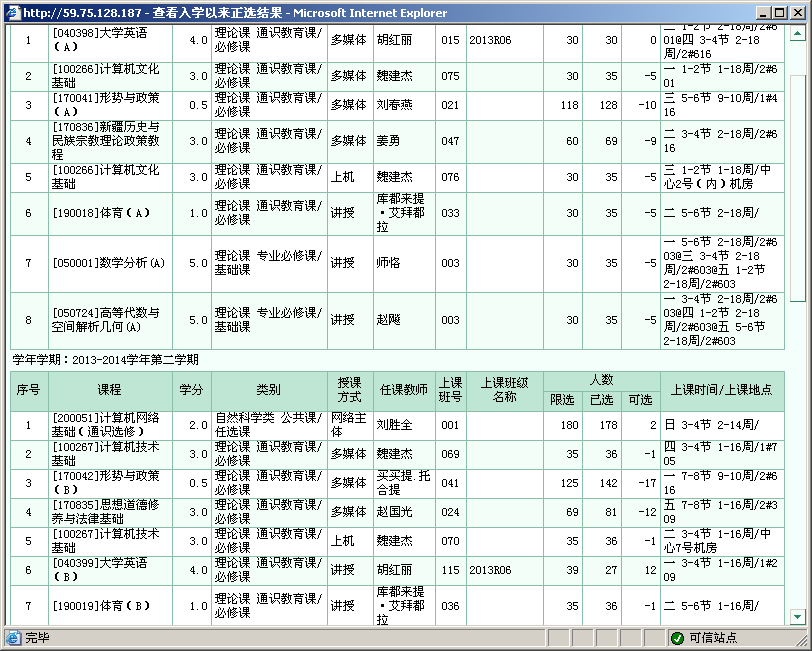 http://59.75.128.187 - 查看入学以来正选结果 - Microsoft Internet Explorer
1 [040398]大学英语（A） 4.0 理论课 通识教育课/必修课 多媒体 胡红丽 015 2013R06 30 30 0 二 1-2节 2-18周/2#601@四 3-4节 2-18周/2#616
2 [100266]计算机文化基础 3.0 理论课 通识教育课/必修课 多媒体 魏建杰 075 30 35 -5 一 1-2节 1-18周/2#601
3 [170041]形势与政策（A） 0.5 理论课 通识教育课/必修课 多媒体 刘春燕 021 118 128 -10 三 5-6节 9-10周/1#416
4 [170836]新疆历史与民族宗教理论政策教程 3.0 理论课 通识教育课/必修课 多媒体 姜勇 047 60 69 -9 二 3-4节 2-18周/2#616
5 [100266]计算机文化基础 3.0 理论课 通识教育课/必修课 上机 魏建杰 076 30 35 -5 三 1-2节 1-18周/中心2号（内）机房
6 [190018]体育（A） 1.0 理论课 通识教育课/必修课 讲授 库都来提·艾拜都拉 033 30 35 -5 二 5-6节 2-18周/
7 [050001]数学分析(A) 5.0 理论课 专业必修课/基础课 讲授 师恪 003 30 35 -5 一 5-6节 2-18周/2#603@三 3-4节 2-18周/2#603@五 1-2节 2-18周/2#603
8 [050724]高等代数与空间解析几何(A) 5.0 理论课 专业必修课/基础课 讲授 赵飚 003 30 35 -5 一 3-4节 2-18周/2#603@四 1-2节 2-18周/2#603@五 5-6节 2-18周/2#603
学年学期：2013-2014学年第二学期
序号 课程 学分 类别 授课方式 任课教师 上课班号 上课班级名称 人数 限选 已选 可选 上课时间/上课地点
1 [200051]计算机网络基础（通识选修） 2.0 自然科学类 公共课/任选课 网络主体 刘胜全 001 180 178 2 日 3-4节 2-14周/
2 [100267]计算机技术基础 3.0 理论课 通识教育课/必修课 多媒体 魏建杰 069 35 36 -1 四 3-4节 1-16周/1#705
3 [170042]形势与政策（B） 0.5 理论课 通识教育课/必修课 多媒体 买买提.托合提 041 125 142 -17 一 7-8节 9-10周/2#616
4 [170835]思想道德修养与法律基础 3.0 理论课 通识教育课/必修课 多媒体 赵国光 024 69 81 -12 五 7-8节 1-16周/2#309
5 [100267]计算机技术基础 3.0 理论课 通识教育课/必修课 上机 魏建杰 070 35 36 -1 二 3-4节 1-16周/中心7号机房
6 [040399]大学英语（B） 4.0 理论课 通识教育课/必修课 讲授 胡红丽 115 2013R06 39 27 12 一 3-4节 1-16周/1#209
7 [190019]体育（B） 1.0 理论课 通识教育课/必修课 讲授 库都来提·艾拜都拉 036 35 36 -1 二 5-6节 1-16周/
完毕
可信站点